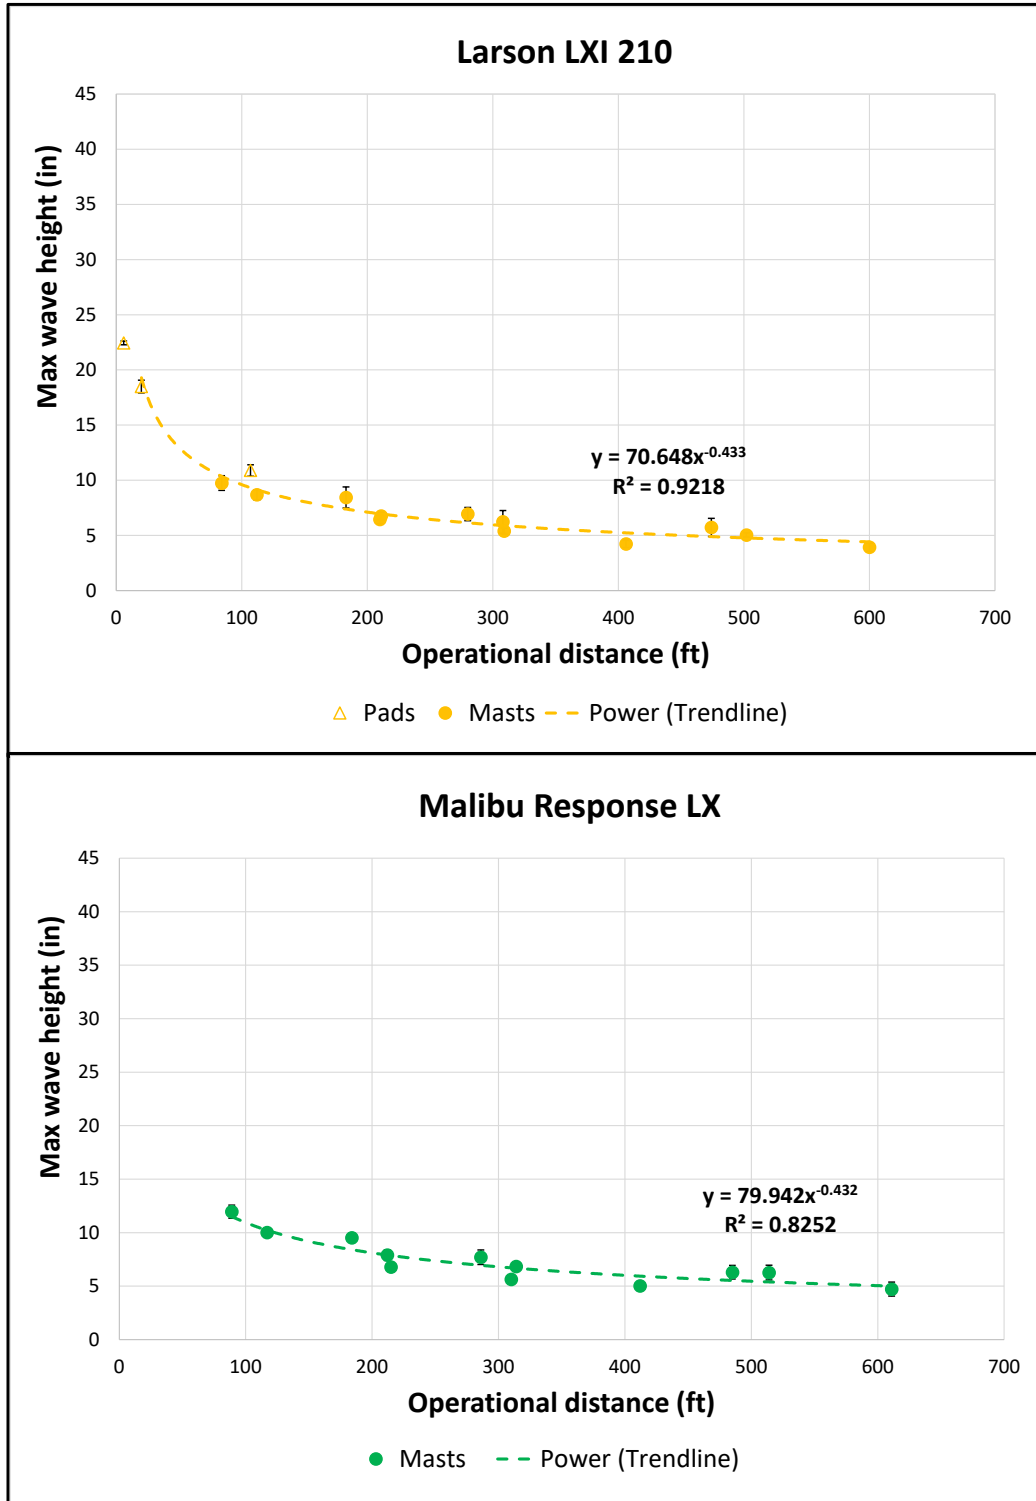 Larson LXI 210
45
40
35
30
25
20
15
10
5
0
Max wave height (in)
y = 70.648x^-0.433
R² = 0.9218
0 100 200 300 400 500 600 700
Operational distance (ft)
Pads Masts Power (Trendline)
Malibu Response LX
45
40
35
30
25
20
15
10
5
0
Max wave height (in)
y = 79.942x^-0.432
R² = 0.8252
0 100 200 300 400 500 600 700
Operational distance (ft)
Masts Power (Trendline)